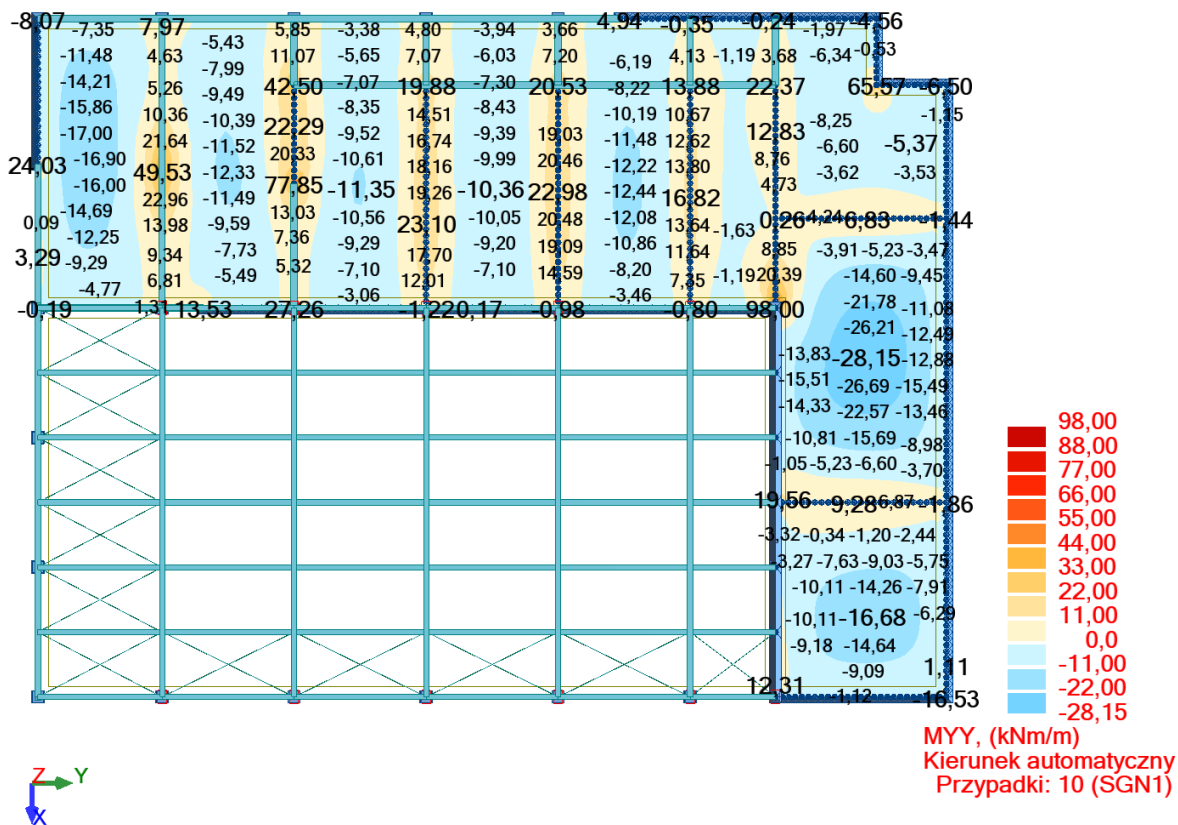 -8,07 -7,35 7,97 5,85 -3,38 4,80 -3,94 3,66 4,94 -0,35 -0,24 -1,97 -4,56
-11,48 4,63 -5,43 11,07 -5,65 7,07 -6,03 7,20 -6,19 4,13 -1,19 3,68 -6,34 -0,53
-14,21 5,26 -7,99 42,50 -7,07 19,88 -7,30 20,53 -8,22 13,88 22,37 65,57 -6,50
-15,86 10,36 -9,49 -8,35 14,51 -8,43 -10,19 10,67 -8,25 -1,15
-17,00 21,64 -10,39 22,29 -9,52 16,74 -9,39 19,03 -11,48 12,62 12,83 -6,60 -5,37
24,03 -16,90 49,53 -11,52 20,33 -10,61 18,16 -9,99 20,46 -12,22 13,80 8,76 -3,62 -3,53
-16,00 22,96 -12,33 77,85 -11,35 19,26 -10,36 22,98 -12,44 16,82 4,73
0,09 -14,69 13,98 -11,49 13,03 -10,56 23,10 -10,05 20,48 -12,08 13,64 -1,63 0,26 4,24 6,83 -1,44
3,29 -12,25 9,34 -9,59 7,36 -9,29 17,70 -9,20 19,09 -10,86 11,64 8,85 -3,91 -5,23 -3,47
-9,29 6,81 -7,73 5,32 -7,10 12,01 -7,10 14,59 -8,20 7,35 -1,19 20,39 -14,60 -9,45
-4,77 -5,49 -3,06 -3,46 -21,78
-0,19 1,31 13,53 27,26 -1,22 0,17 -0,98 -0,80 98,00 -11,08
-26,21 -12,49
-13,83 -28,15 -12,88
-15,51 -26,69 -15,49
-14,33 -22,57 -13,46
-10,81 -15,69 -8,98
-1,05 -5,23 -6,60 -3,70
19,56 9,28 6,87 -1,86
-3,32 -0,34 -1,20 -2,44
-3,27 -7,63 -9,03 -5,75
-10,11 -14,26 -7,91
-10,11 -16,68 -6,29
-9,18 -14,64
-9,09 1,11
12,31 -1,12 -16,53
98,00
88,00
77,00
66,00
55,00
44,00
33,00
22,00
11,00
0,0
-11,00
-22,00
-28,15
MYY, (kNm/m)
Kierunek automatyczny
Przypadki: 10 (SGN1)
Z Y
X